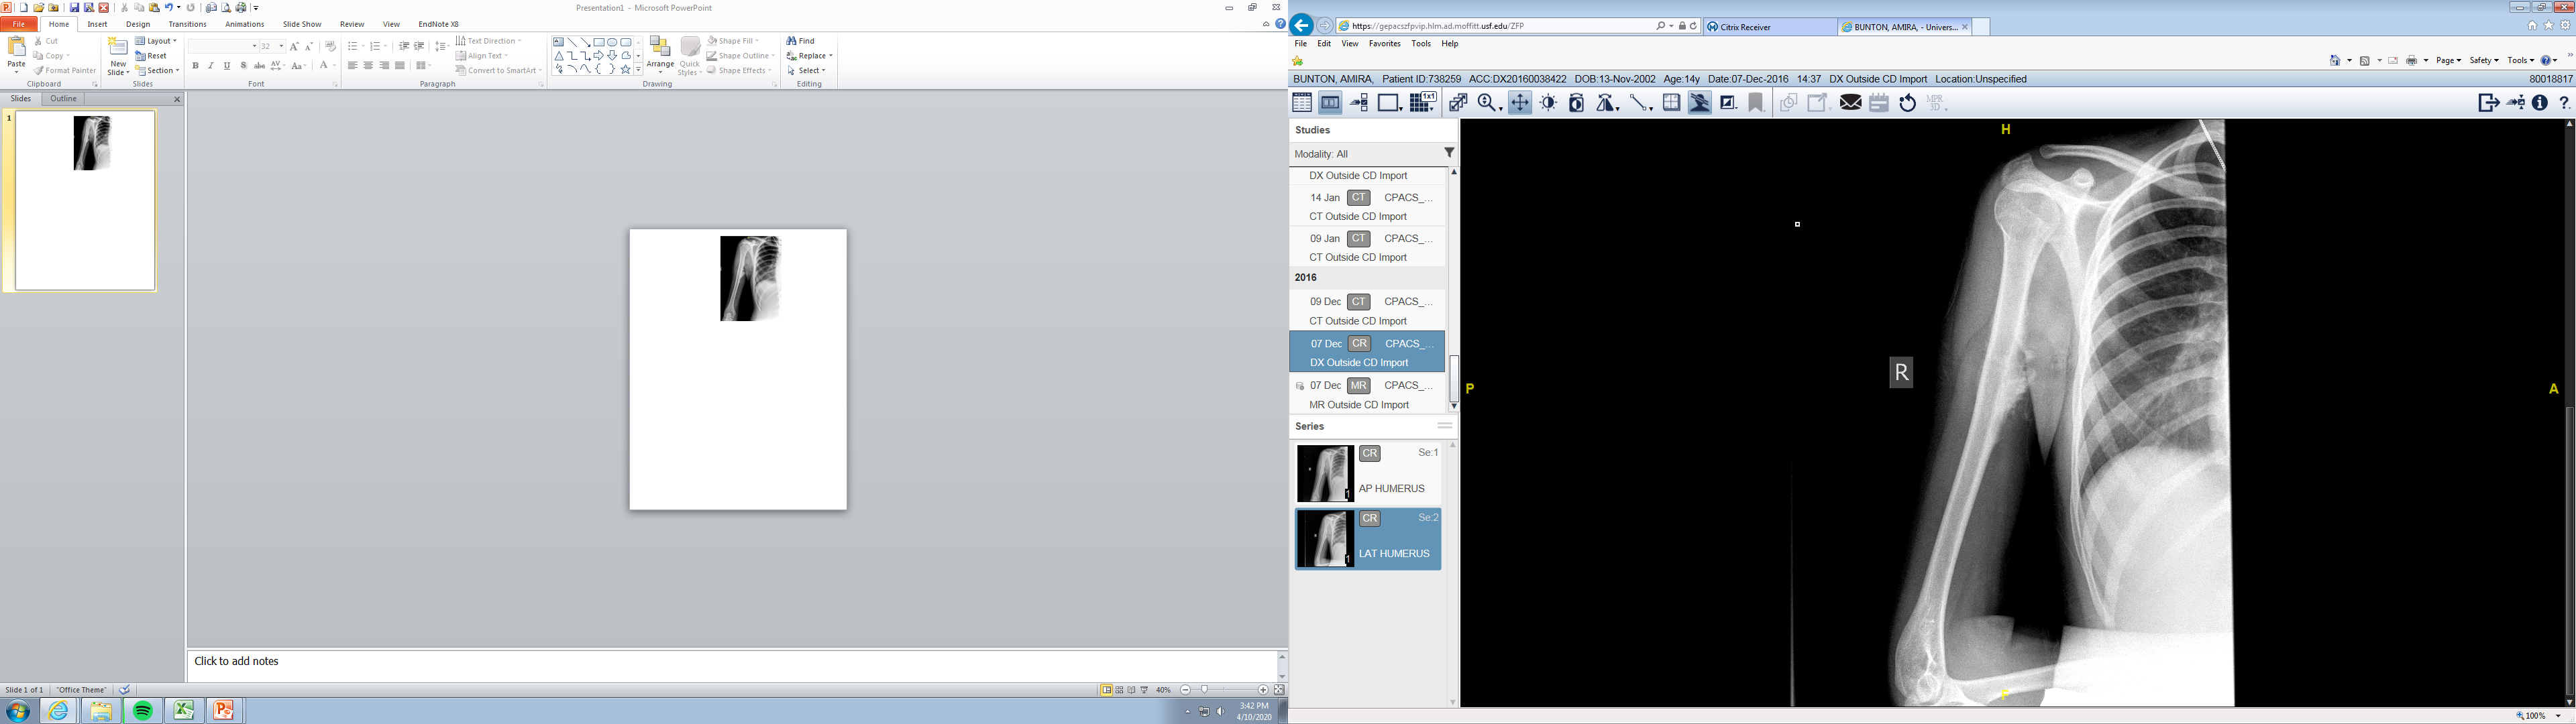 Presentation1 - Microsoft PowerPoint
File Home Insert Design Transitions Animations Slide Show Review View EndNote X8
Cut
Copy
Format Painter
Paste
Clipboard
New Slide
Layout
Reset
Section
Slides
32
Font
Text Direction
Align Text
Convert to SmartArt
Paragraph
Arrange
Quick Styles
Shape Fill
Shape Outline
Shape Effects
Drawing
Find
Replace
Select
Editing
Slides Outline
1
Click to add notes
Slide 1 of 1 "Office Theme"
40%
3:42 PM
4/10/2020
https://gepacszfpvip.hlm.ad.moffitt.usf.edu/ZFP
Citrix Receiver
BUNTON, AMIRA, - Univers...
File Edit View Favorites Tools Help
Page Safety Tools
BUNTON, AMIRA, Patient ID:738259 ACC:DX20160038422 DOB:13-Nov-2002 Age:14y Date:07-Dec-2016 14:37 DX Outside CD Import Location:Unspecified 80018817
1x1
MPR 3D
Studies
Modality: All
DX Outside CD Import
14 Jan CT CPACS_...
CT Outside CD Import
09 Jan CT CPACS_...
CT Outside CD Import
2016
09 Dec CT CPACS_...
CT Outside CD Import
07 Dec CR CPACS_...
DX Outside CD Import
07 Dec MR CPACS_...
MR Outside CD Import
Series
CR Se:1
AP HUMERUS
1
CR Se:2
LAT HUMERUS
1
H
R
P
A
F
100%